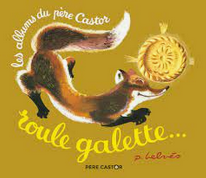 les albums du père Castor
roule galette...
p. belvès
PÈRE CASTOR